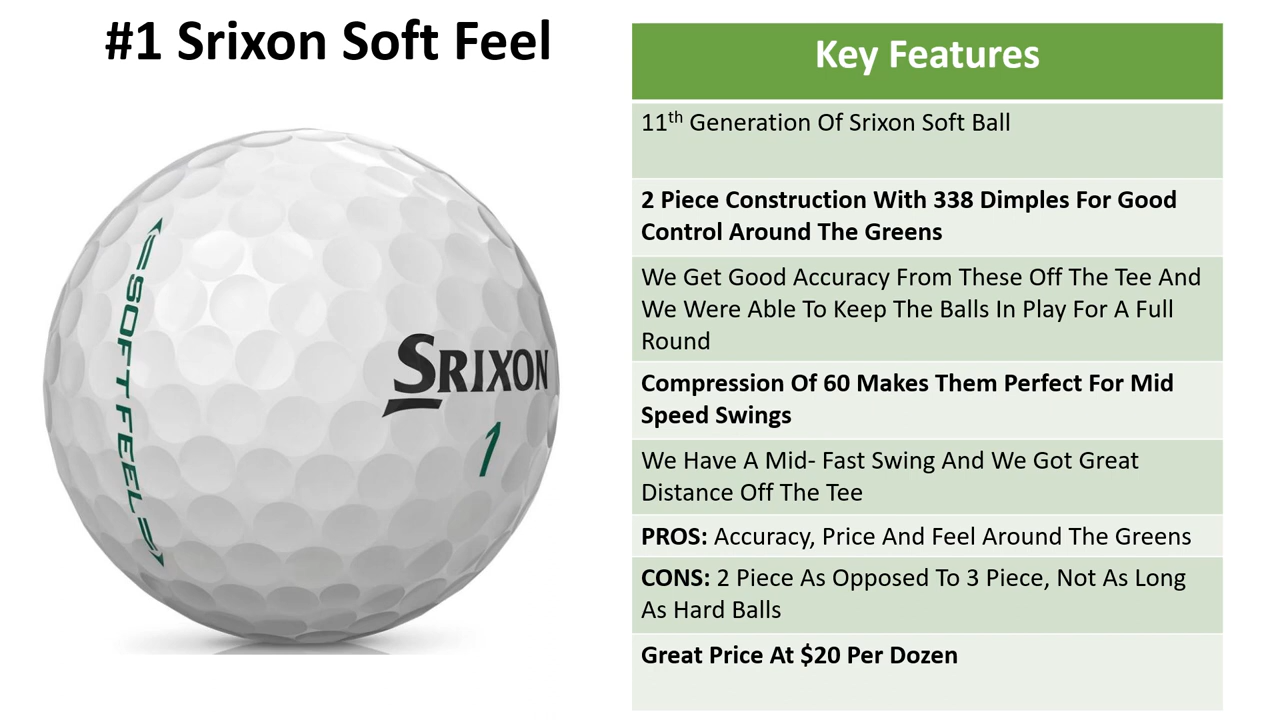 #1 Srixon Soft Feel
SOFT FEEL
SRIXON
1
Key Features
11th Generation Of Srixon Soft Ball
2 Piece Construction With 338 Dimples For Good
Control Around The Greens
We Get Good Accuracy From These Off The Tee And
We Were Able To Keep The Balls In Play For A Full
Round
Compression Of 60 Makes Them Perfect For Mid
Speed Swings
We Have A Mid- Fast Swing And We Got Great
Distance Off The Tee
PROS: Accuracy, Price And Feel Around The Greens
CONS: 2 Piece As Opposed To 3 Piece, Not As Long
As Hard Balls
Great Price At $20 Per Dozen